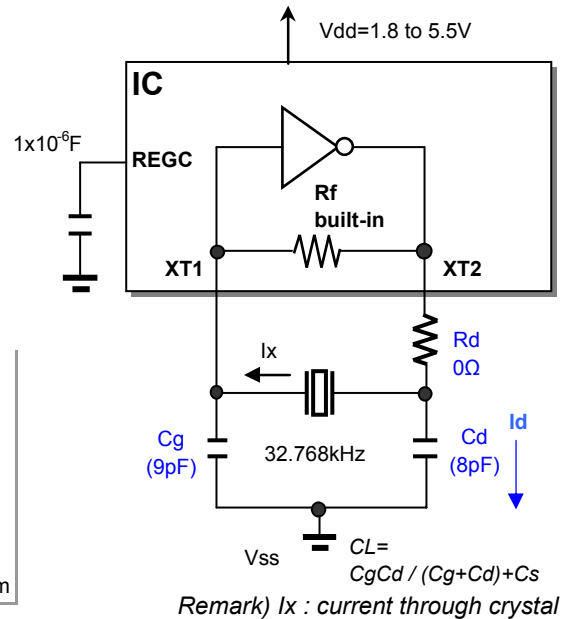 Vdd=1.8 to 5.5V
IC
1x10⁻⁶F
REGC
Rf
built-in
XT1
XT2
Rd
0Ω
Ix
Id
Cg
(9pF)
32.768kHz
Cd
(8pF)
Vss
CL=
CgCd / (Cg+Cd)+Cs
m
Remark) Ix : current through crystal